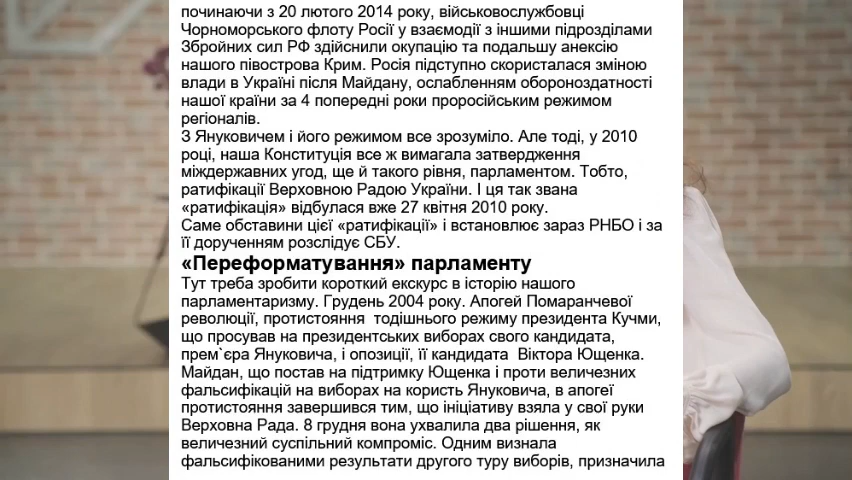 починаючи з 20 лютого 2014 року, військовослужбовці
Чорноморського флоту Росії у взаємодії з іншими підрозділами
Збройних сил РФ здійснили окупацію та подальшу анексію
нашого півострова Крим. Росія підступно скористалася зміною
влади в Україні після Майдану, ослабленням обороноздатності
нашої країни за 4 попередні роки проросійським режимом
регіоналів.
З Януковичем і його режимом все зрозуміло. Але тоді, у 2010
році, наша Конституція все ж вимагала затвердження
міждержавних угод, ще й такого рівня, парламентом. Тобто,
ратифікації Верховною Радою України. І ця так звана
«ратифікація» відбулася вже 27 квітня 2010 року.
Саме обставини цієї «ратифікації» і встановлює зараз РНБО і за
її дорученням розслідує СБУ.
«Переформатування» парламенту
Тут треба зробити короткий екскурс в історію нашого
парламентаризму. Грудень 2004 року. Апогей Помаранчевої
революції, протистояння  тодішнього режиму президента Кучми,
що просував на президентських виборах свого кандидата,
прем`єра Януковича, і опозиції, її кандидата  Віктора Ющенка.
Майдан, що постав на підтримку Ющенка і проти величезних
фальсифікацій на виборах на користь Януковича, в апогеї
протистояння завершився тим, що ініціативу взяла у свої руки
Верховна Рада. 8 грудня вона ухвалила два рішення, як
величезний суспільний компроміс. Одним визнала
фальсифікованими результати другого туру виборів, призначила